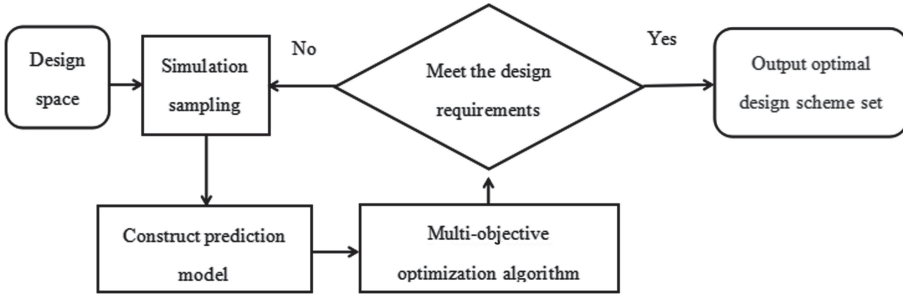 Design
space
Simulation
sampling
No
Meet the design
requirements
Yes
Output optimal
design scheme set
Construct prediction
model
Multi-objective
optimization algorithm